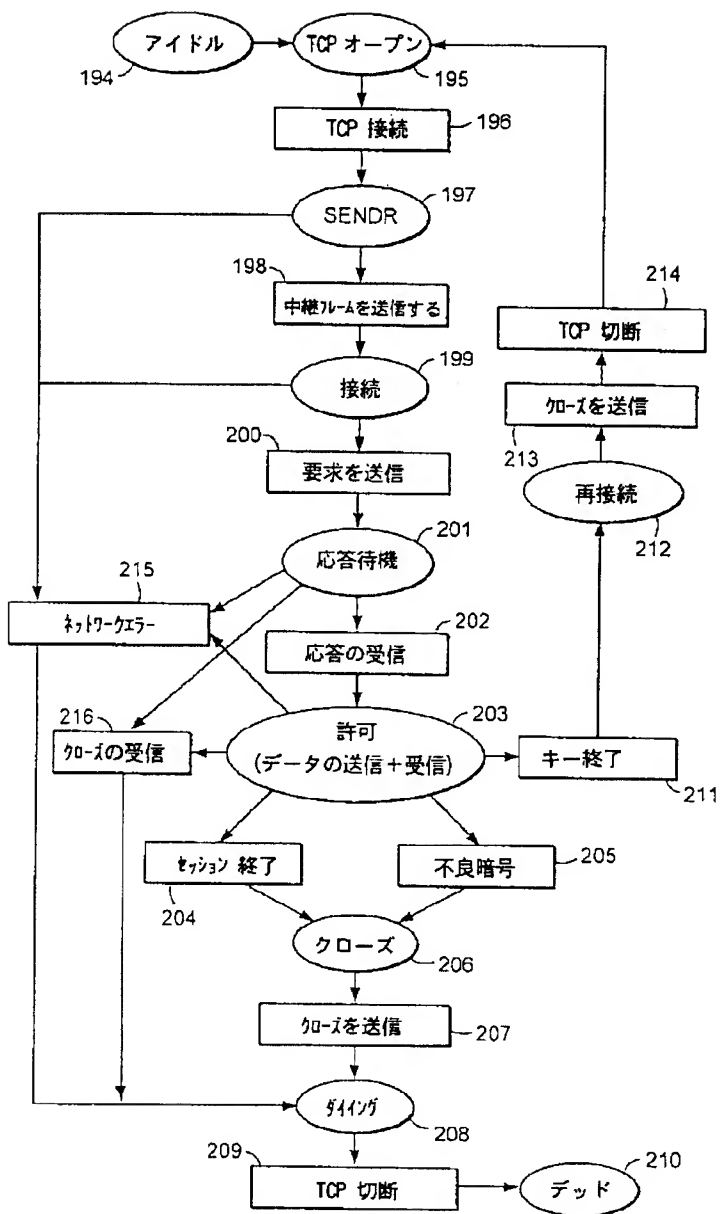 アイドル
194
TCP オープン
195
TCP 接続
196
SENDR
197
198
中継フレームを送信する
接続
199
200
要求を送信
応答待機
201
215
ネットワークエラー
202
応答の受信
216
クローズの受信
許可
(データの送信+受信)
203
キー終了
211
214
TCP 切断
クローズを送信
213
再接続
212
セッション 終了
204
不良暗号
205
クローズ
206
クローズを送信
207
ダイイング
208
209
TCP 切断
デッド
210